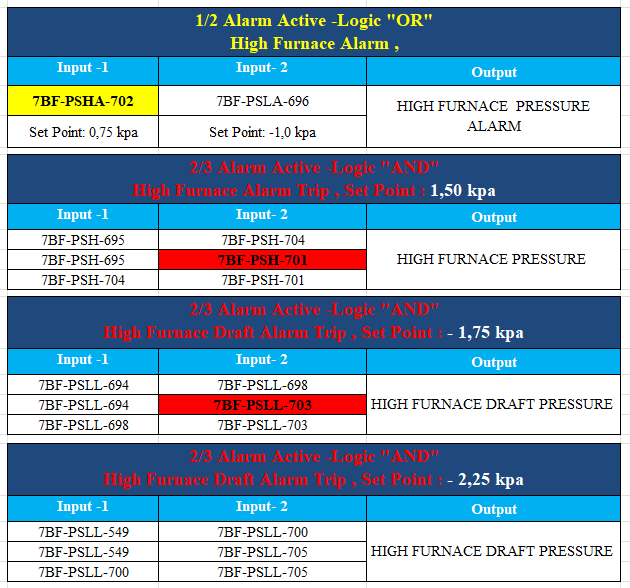 1/2 Alarm Active -Logic "OR"
High Furnace Alarm ,
Input -1 Input- 2 Output
7BF-PSHA-702 7BF-PSLA-696 HIGH FURNACE PRESSURE
ALARM
Set Point: 0,75 kpa Set Point: -1,0 kpa
2/3 Alarm Active -Logic "AND"
High Furnace Alarm Trip , Set Point : 1,50 kpa
Input -1 Input- 2 Output
7BF-PSH-695 7BF-PSH-704
7BF-PSH-695 7BF-PSH-701 HIGH FURNACE PRESSURE
7BF-PSH-704 7BF-PSH-701
2/3 Alarm Active -Logic "AND"
High Furnace Draft Alarm Trip , Set Point : - 1,75 kpa
Input -1 Input- 2 Output
7BF-PSLL-694 7BF-PSLL-698
7BF-PSLL-694 7BF-PSLL-703 HIGH FURNACE DRAFT PRESSURE
7BF-PSLL-698 7BF-PSLL-703
2/3 Alarm Active -Logic "AND"
High Furnace Draft Alarm Trip , Set Point : - 2,25 kpa
Input -1 Input- 2 Output
7BF-PSLL-549 7BF-PSLL-700
7BF-PSLL-549 7BF-PSLL-705 HIGH FURNACE DRAFT PRESSURE
7BF-PSLL-700 7BF-PSLL-705